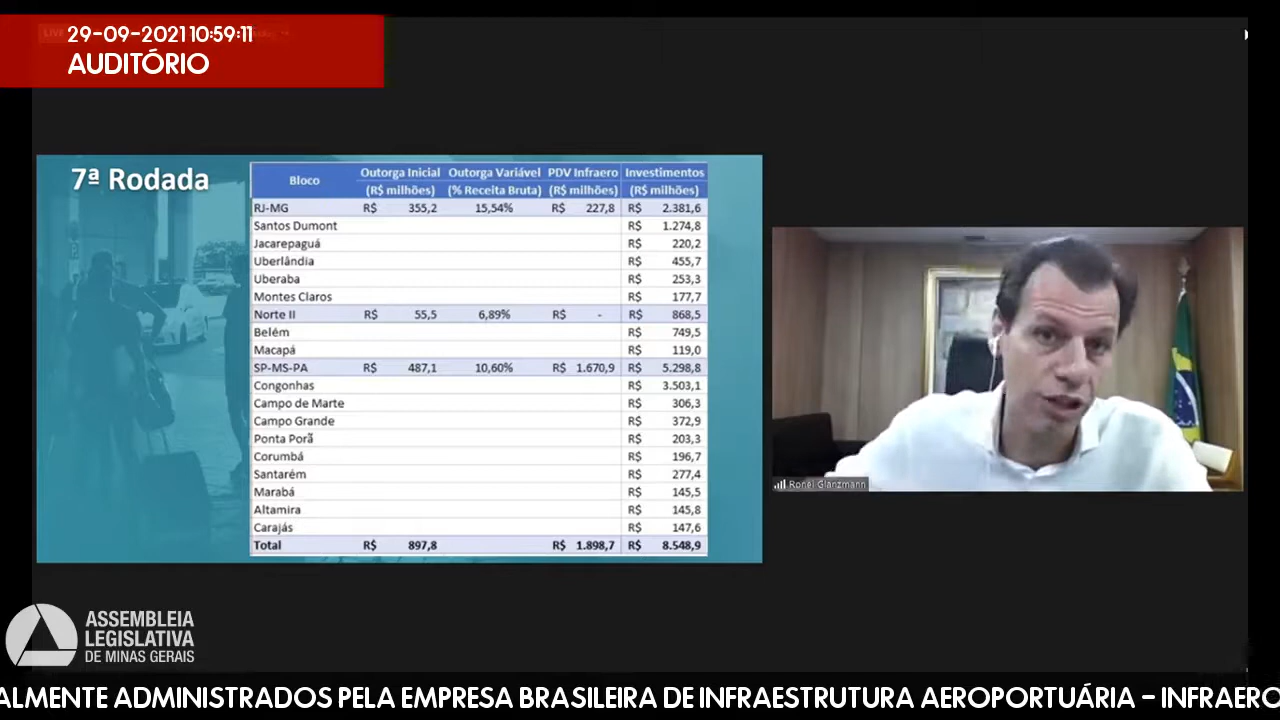 29-09-2021 10:59:11
AUDITÓRIO
7ª Rodada
Bloco Outorga Inicial (R$ milhões) Outorga Variável (% Receita Bruta) PDV Infraero (R$ milhões) Investimentos (R$ milhões)
RJ-MG R$ 355,2 15,54% R$ 227,8 R$ 2.381,6
Santos Dumont R$ 1.274,8
Jacarepaguá R$ 220,2
Uberlândia R$ 455,7
Uberaba R$ 253,3
Montes Claros R$ 177,7
Norte II R$ 55,5 6,89% R$ - R$ 868,5
Belém R$ 749,5
Macapá R$ 119,0
SP-MS-PA R$ 487,1 10,60% R$ 1.670,9 R$ 5.298,8
Congonhas R$ 3.503,1
Campo de Marte R$ 306,3
Campo Grande R$ 372,9
Ponta Porã R$ 203,3
Corumbá R$ 196,7
Santarém R$ 277,4
Marabá R$ 145,5
Altamira R$ 145,8
Carajás R$ 147,6
Total R$ 897,8 R$ 1.898,7 R$ 8.548,9
Ronei Glanzmann
ASSEMBLEIA
LEGISLATIVA
DE MINAS GERAIS
ALMENTE ADMINISTRADOS PELA EMPRESA BRASILEIRA DE INFRAESTRUTURA AEROPORTUÁRIA - INFRAERO